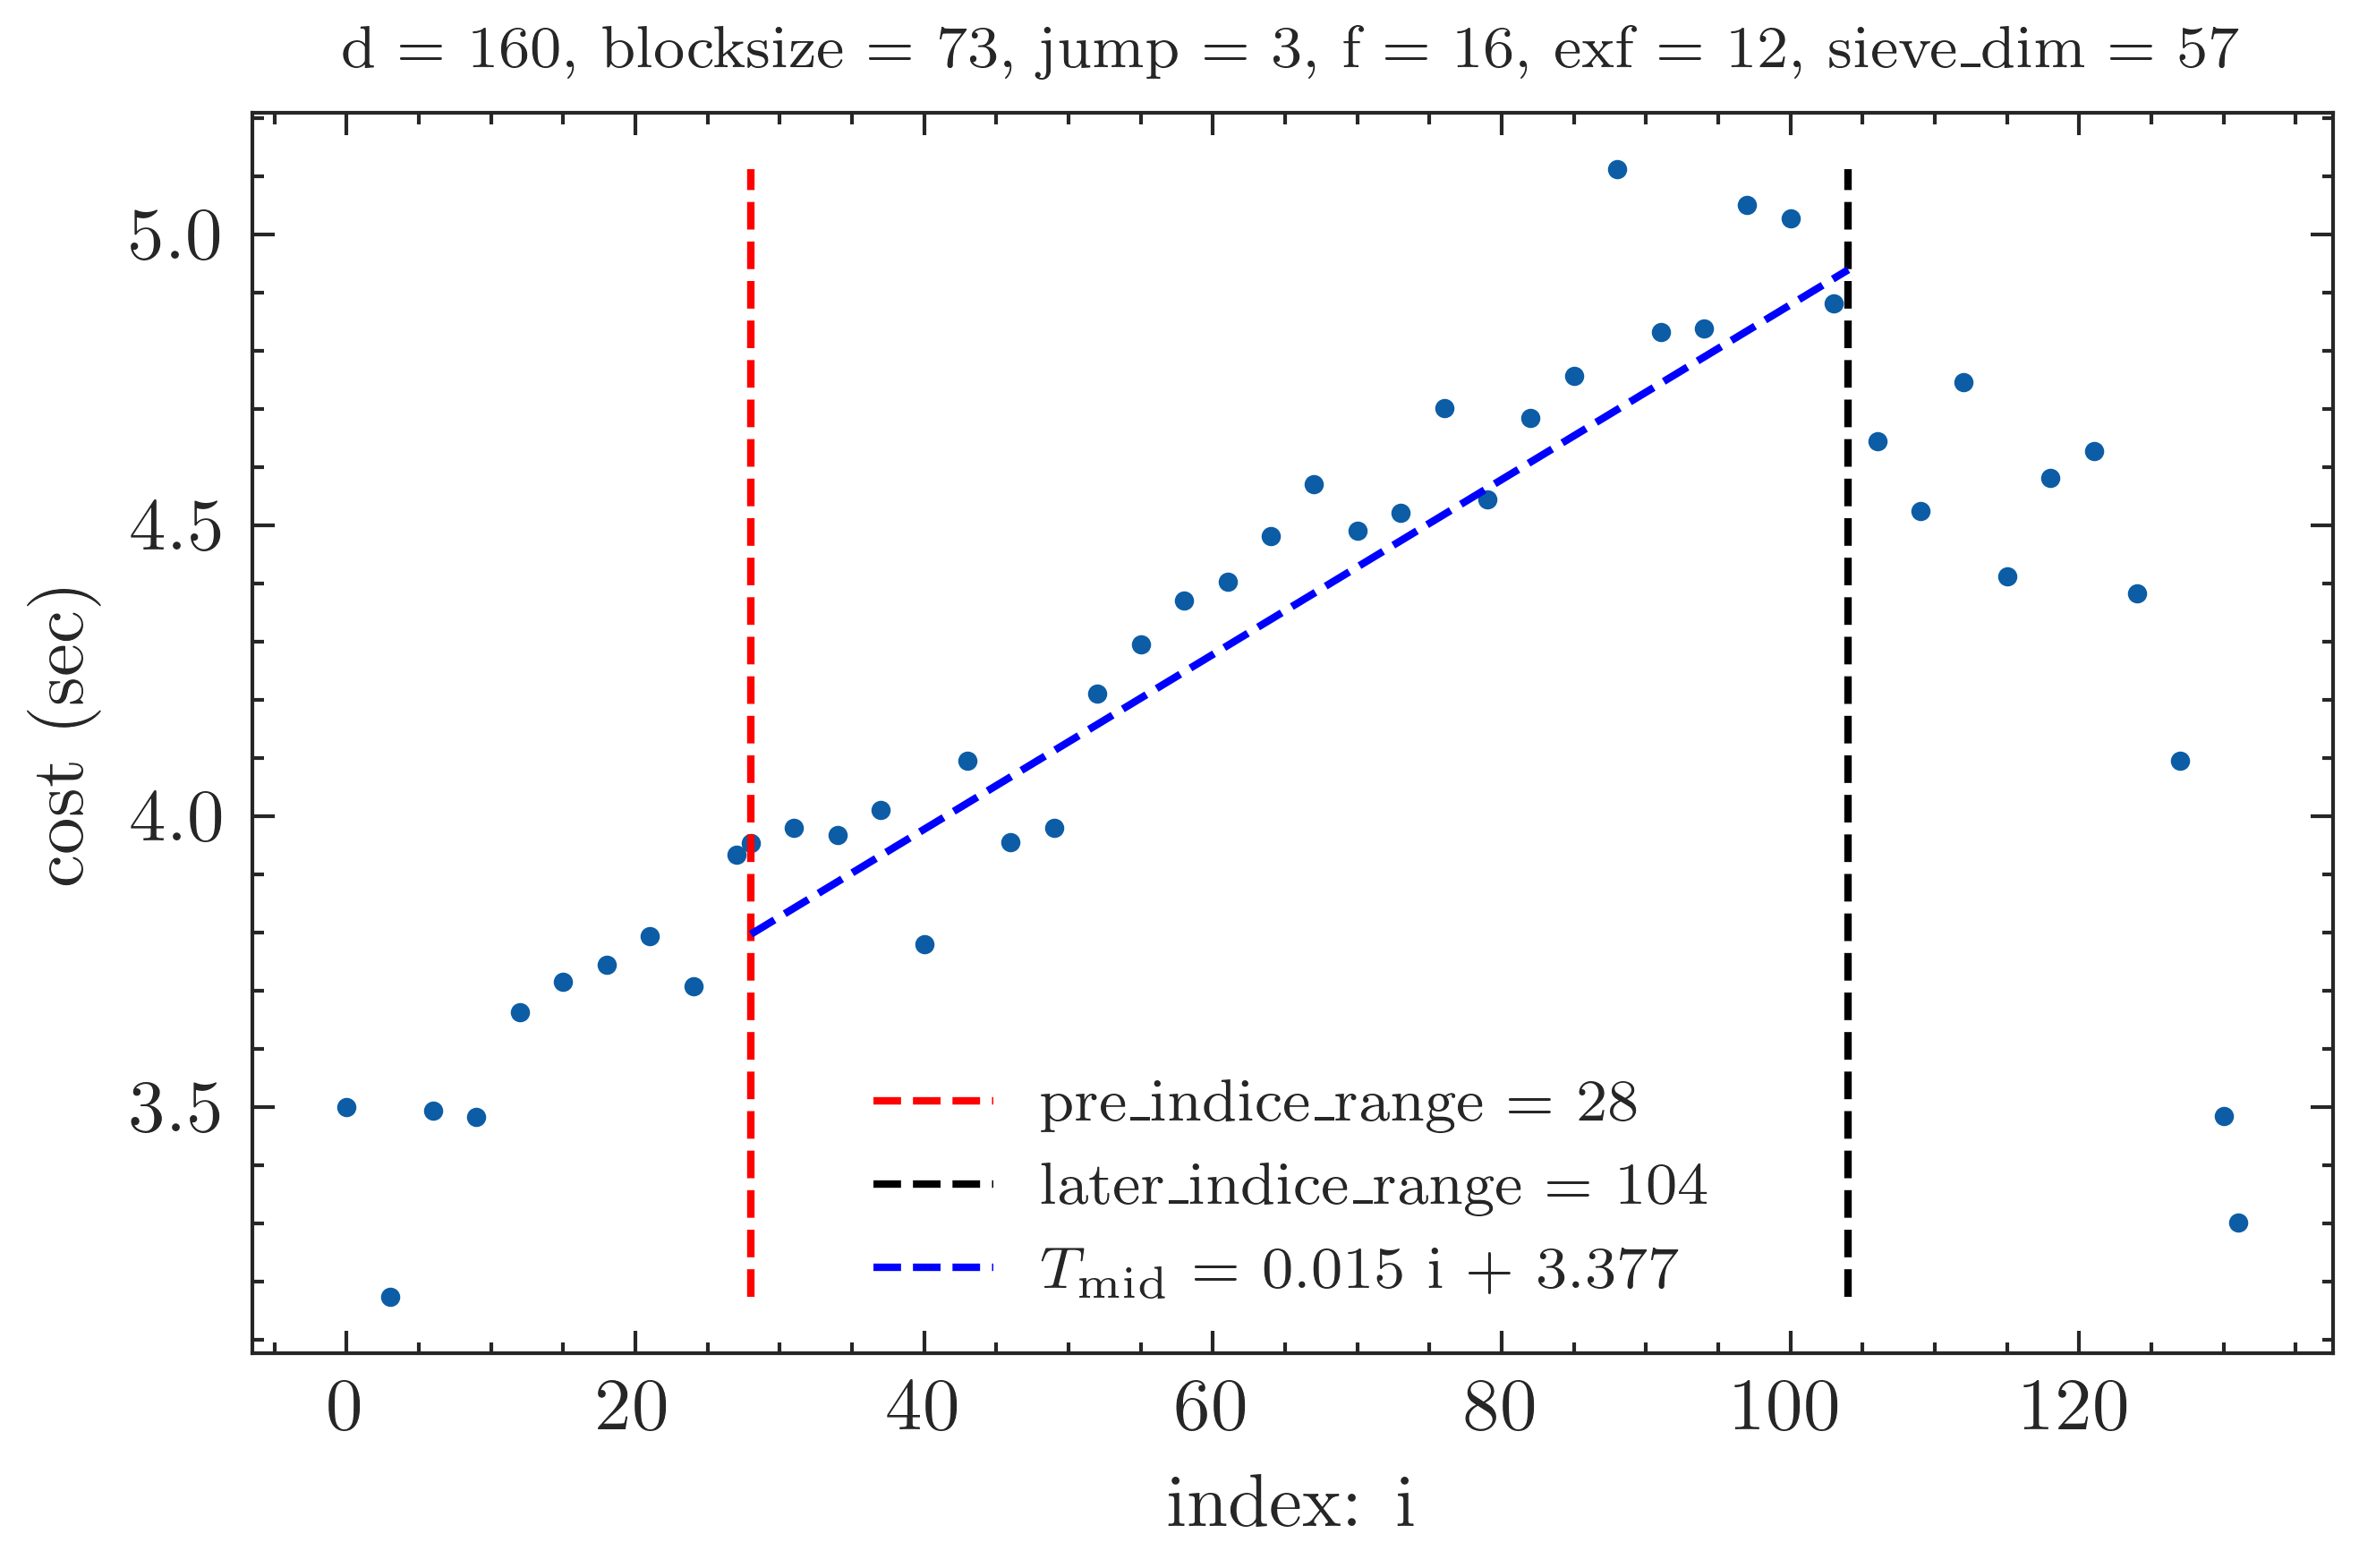 d = 160, blocksize = 73, jump = 3, f = 16, exf = 12, sieve_dim = 57
5.0
4.5
4.0
3.5
cost (sec)
pre_indice_range = 28
later_indice_range = 104
T_mid = 0.015 i + 3.377
0 20 40 60 80 100 120
index: i